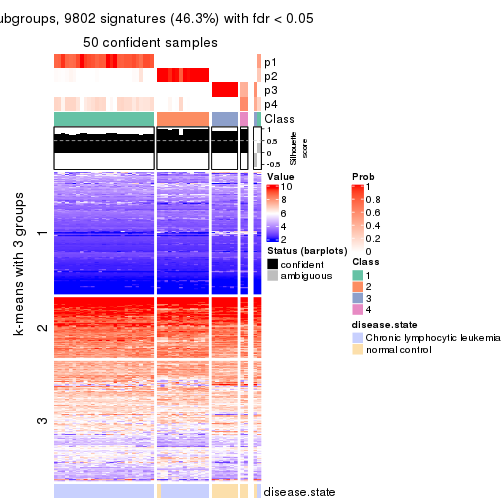 ubgroups, 9802 signatures (46.3%) with fdr < 0.05
50 confident samples
p1
p2
p3
p4
Class
1
0.5
0
-0.5
Silhouette
score
k-means with 3 groups
1
2
3
disease.state
Value
10
8
6
4
2
Status (barplots)
confident
ambiguous
Prob
1
0.8
0.6
0.4
0.2
0
Class
1
2
3
4
disease.state
Chronic lymphocytic leukemia
normal control